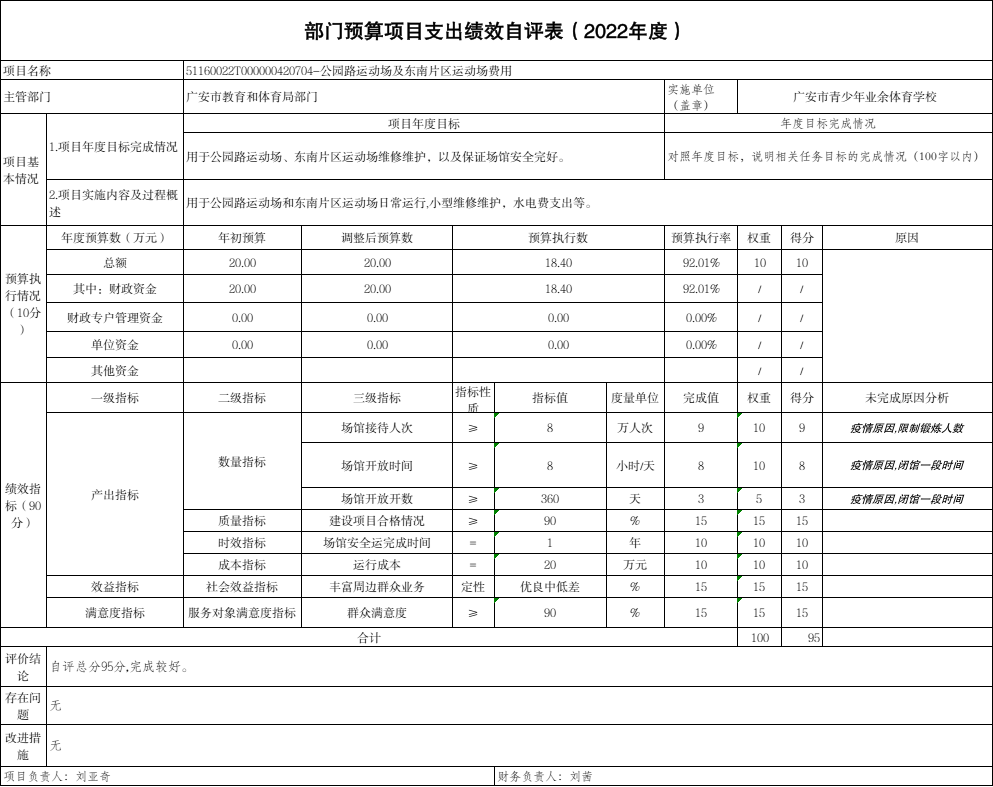 部门预算项目支出绩效自评表（2022年度）
项目名称 51160022T000000420704-公园路运动场及东南片区运动场费用
主管部门 广安市教育和体育局部门 实施单位（盖章） 广安市青少年业余体育学校
项目基本情况 1.项目年度目标完成情况 项目年度目标 年度目标完成情况
用于公园路运动场、东南片区运动场维修维护，以及保证场馆安全完好。 对照年度目标，说明相关任务目标的完成情况（100字以内）
2.项目实施内容及过程概述 用于公园路运动场和东南片区运动场日常运行,小型维修维护，水电费支出等。
预算执行情况（10分） 年度预算数（万元） 年初预算 调整后预算数 预算执行数 预算执行率 权重 得分 原因
总额 20.00 20.00 18.40 92.01% 10 10
其中：财政资金 20.00 20.00 18.40 92.01% / /
财政专户管理资金 0.00 0.00 0.00 0.00% / /
单位资金 0.00 0.00 0.00 0.00% / /
其他资金 / /
绩效指标（90分） 一级指标 二级指标 三级指标 指标性质 指标值 度量单位 完成值 权重 得分 未完成原因分析
产出指标 数量指标 场馆接待人次 ≥ 8 万人次 9 10 9 疫情原因,限制锻炼人数
场馆开放时间 ≥ 8 小时/天 8 10 8 疫情原因,闭馆一段时间
场馆开放开数 ≥ 360 天 3 5 3 疫情原因,闭馆一段时间
质量指标 建设项目合格情况 ≥ 90 % 15 15 15
时效指标 场馆安全运完成时间 = 1 年 10 10 10
成本指标 运行成本 = 20 万元 10 10 10
效益指标 社会效益指标 丰富周边群众业务 定性 优良中低差 % 15 15 15
满意度指标 服务对象满意度指标 群众满意度 ≥ 90 % 15 15 15
合计 100 95
评价结论 自评总分95分,完成较好。
存在问题 无
改进措施 无
项目负责人：刘亚奇 财务负责人：刘茜